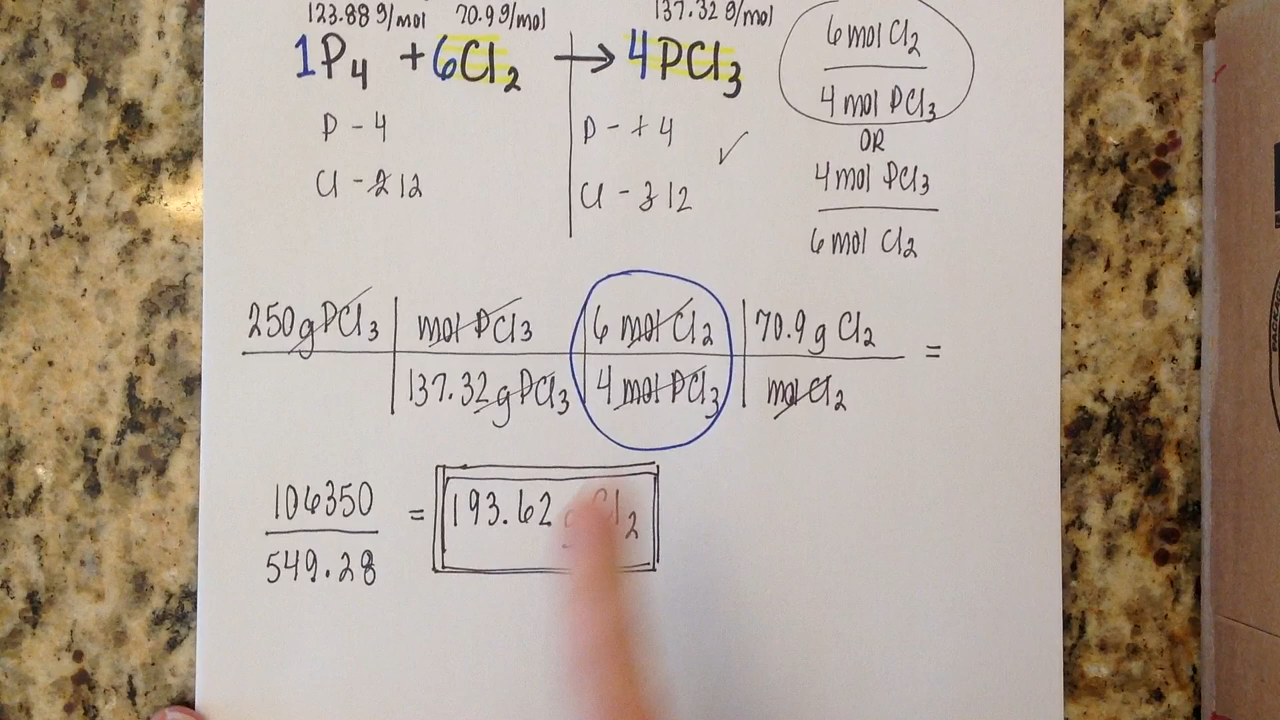 123.88 g/mol 70.9 g/mol 137.32 g/mol
1P4 + 6Cl2 → 4PCl3
P - 4 P - 1 4 ✓
Cl - 2 12 Cl - 3 12
6 mol Cl2
4 mol PCl3
OR
4 mol PCl3
6 mol Cl2
250 g PCl3 | mol PCl3 | 6 mol Cl2 | 70.9 g Cl2 =
137.32 g PCl3 | 4 mol PCl3 | mol Cl2
106350
549.28
= 193.62 g Cl2